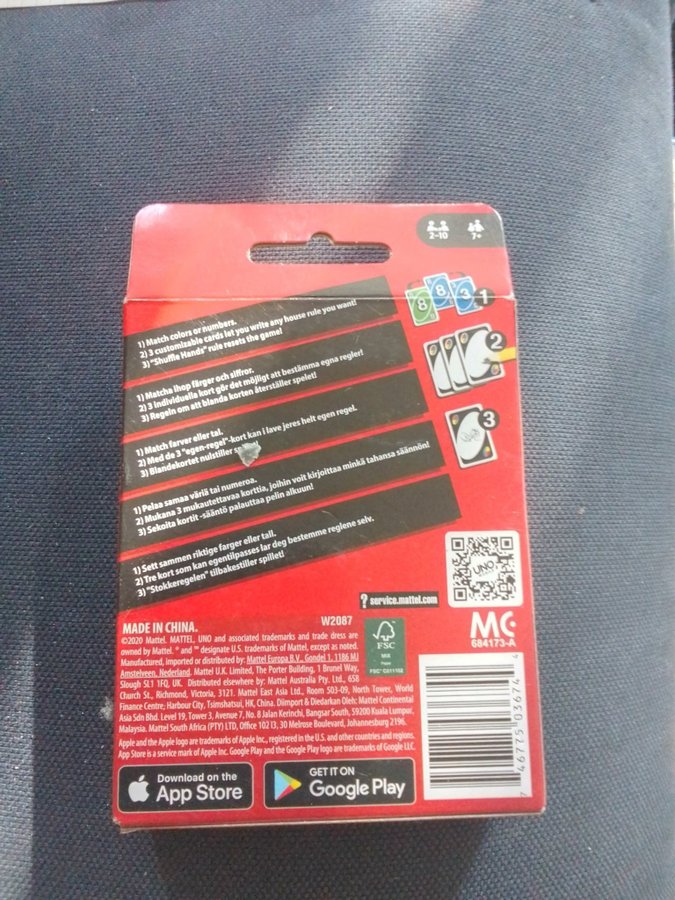 2-10
7+
8
8
3
1
2
3
1) Match colors or numbers.
2) 3 customizable cards let you write any house rule you want!
3) "Shuffle Hands" rule resets the game!
1) Matcha ihop färger och siffror.
2) 3 individuella kort gör det möjligt att bestämma egna regler!
3) Regeln om att blanda korten återställer spelet!
1) Match farver eller tal.
2) Med de 3 "egen-regel"-kort kan i lave jeres helt egen regel.
3) Blandekortet nulstiller
1) Pelaa samaa väriä tai numeroa.
2) Mukana 3 mukautettavaa korttia, joihin voit kirjoittaa minkä tahansa säännön!
3) Sekoita kortit -sääntö palauttaa pelin alkuun!
1) Sett sammen riktige farger eller tall.
2) Tre kort som kan egentilpasses lar deg bestemme reglene selv.
3) "Stokkeregelen" tilbakestiller spillet!
UNO
? service.mattel.com
MADE IN CHINA.
W2087
©2020 Mattel. MATTEL, UNO and associated trademarks and trade dress are
owned by Mattel. ® and ™ designate U.S. trademarks of Mattel, except as noted.
Manufactured, imported or distributed by: Mattel Europa B.V., Gondel 1, 1186 MJ
Amstelveen, Nederland. Mattel U.K. Limited, The Porter Building, 1 Brunel Way,
Slough SL1 1FQ, UK. Distributed elsewhere by: Mattel Australia Pty. Ltd., 658
Church St., Richmond, Victoria, 3121. Mattel East Asia Ltd., Room 503-09, North Tower, World
Finance Centre, Harbour City, Tsimshatsui, HK, China. Diimport & Diedarkan Oleh: Mattel Continental
Asia Sdn Bhd. Level 19, Tower 3, Avenue 7, No. 8 Jalan Kerinchi, Bangsar South, 59200 Kuala Lumpur,
Malaysia. Mattel South Africa (PTY) LTD, Office 102 I3, 30 Melrose Boulevard, Johannesburg 2196.
Apple and the Apple logo are trademarks of Apple Inc., registered in the U.S. and other countries and regions.
App Store is a service mark of Apple Inc. Google Play and the Google Play logo are trademarks of Google LLC.
FSC
MIX
Paper
FSC® C011102
MC
684173-A
7 46775 03674 4
Download on the
App Store
GET IT ON
Google Play